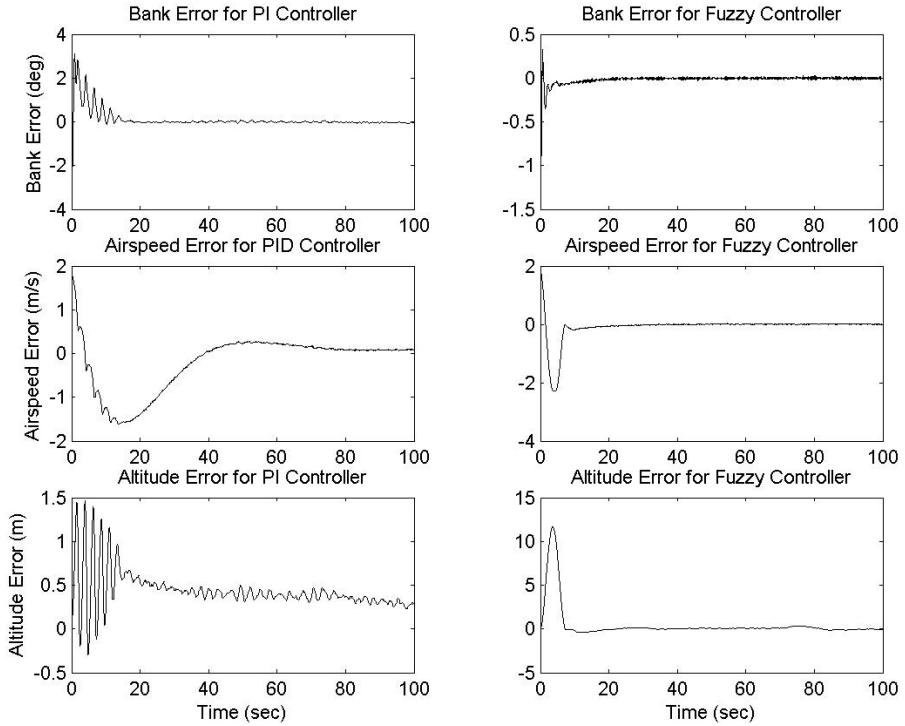 Bank Error for PI Controller
Bank Error (deg)
4
2
0
-2
-4
0 20 40 60 80 100
Bank Error for Fuzzy Controller
0.5
0
-0.5
-1
-1.5
0 20 40 60 80 100
Airspeed Error for PID Controller
Airspeed Error (m/s)
2
1
0
-1
-2
0 20 40 60 80 100
Airspeed Error for Fuzzy Controller
2
0
-2
-4
0 20 40 60 80 100
Altitude Error for PI Controller
Altitude Error (m)
1.5
1
0.5
0
-0.5
0 20 40 60 80 100
Time (sec)
Altitude Error for Fuzzy Controller
15
10
5
0
-5
0 20 40 60 80 100
Time (sec)